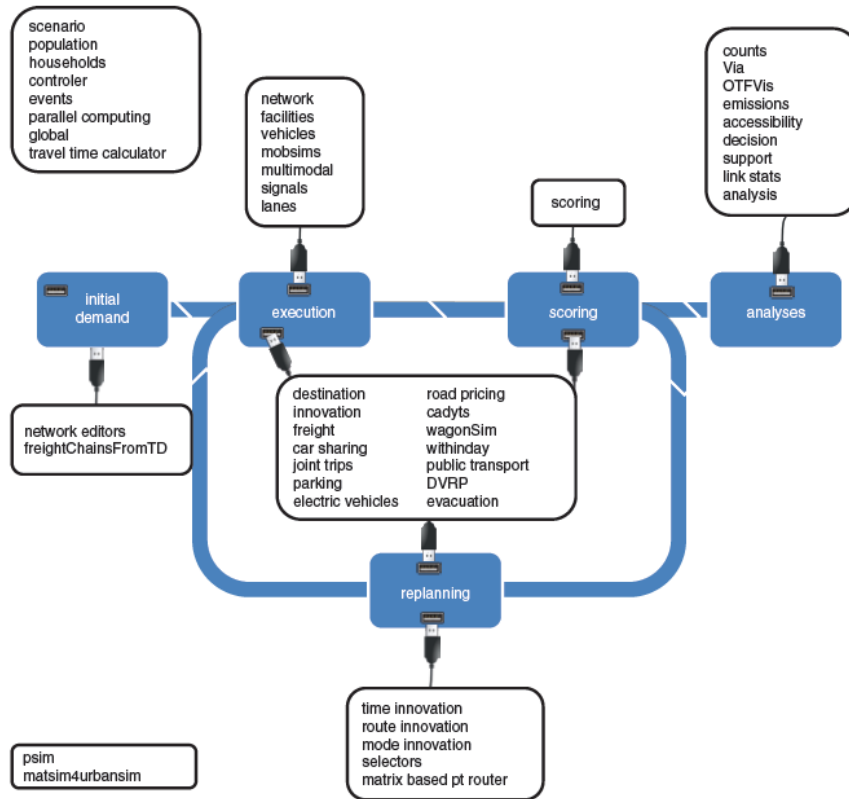 scenario
population
households
controler
events
parallel computing
global
travel time calculator
network
facilities
vehicles
mobsims
multimodal
signals
lanes
scoring
counts
Via
OTFVis
emissions
accessibility
decision
support
link stats
analysis
initial
demand
execution
scoring
analyses
network editors
freightChainsFromTD
destination
innovation
freight
car sharing
joint trips
parking
electric vehicles
road pricing
cadyts
wagonSim
withinday
public transport
DVRP
evacuation
replanning
time innovation
route innovation
mode innovation
selectors
matrix based pt router
psim
matsim4urbansim